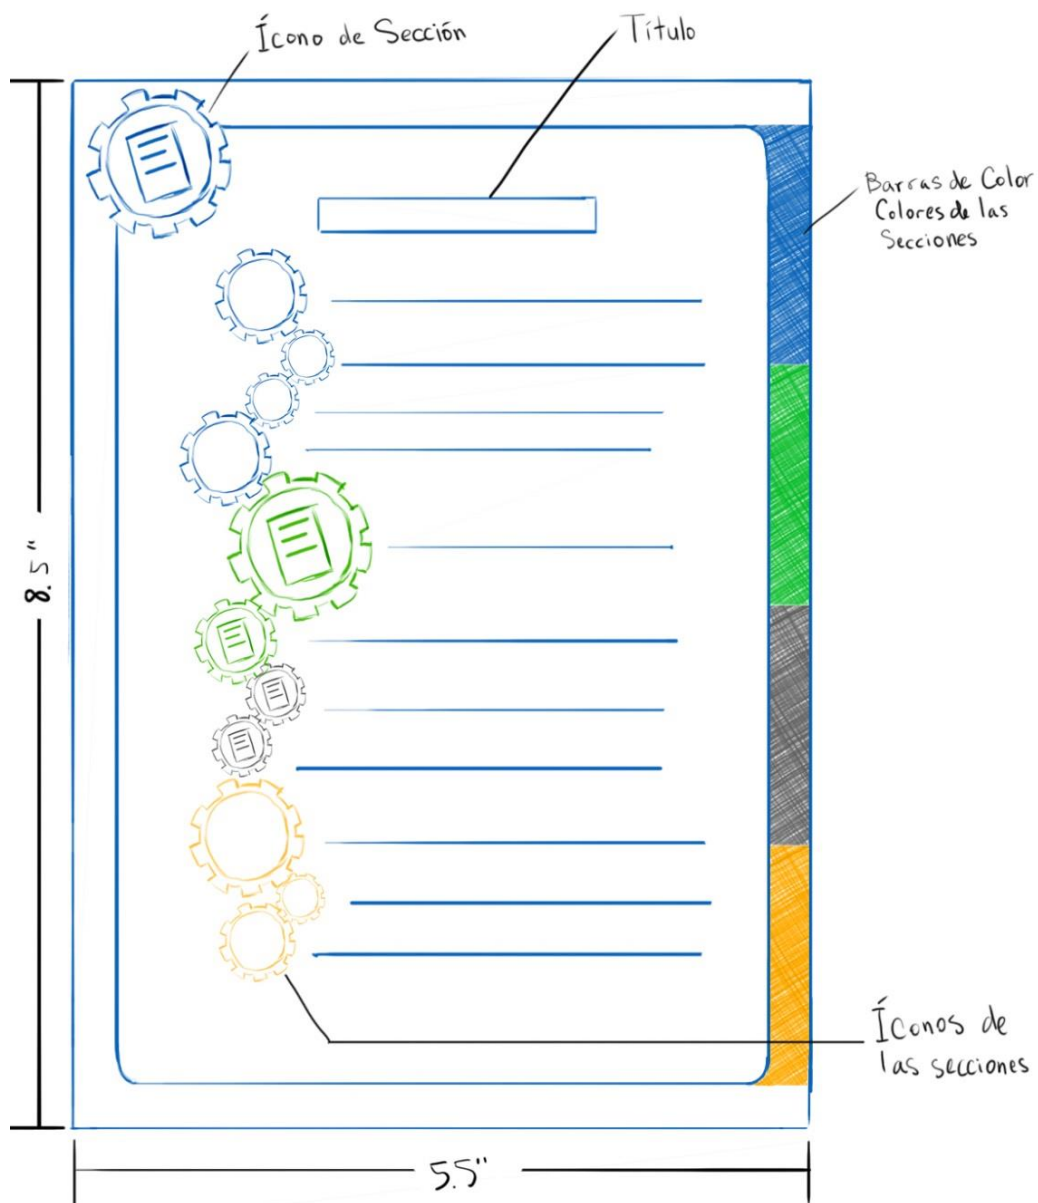 Ícono de Sección
Título
Barras de Color
Colores de las
Secciones
8.5"
Íconos de
las secciones
5.5"